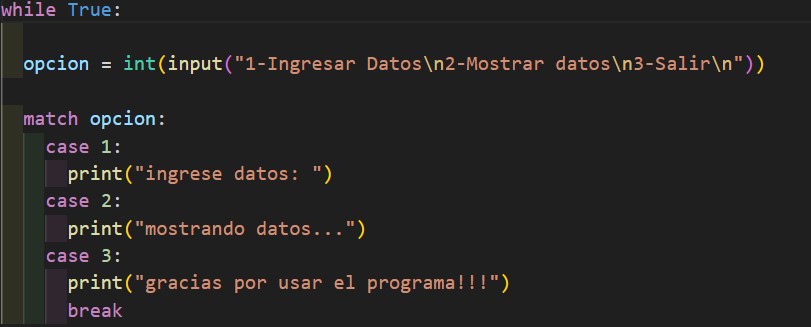 while True:
opcion = int(input("1-Ingresar Datos\n2-Mostrar datos\n3-Salir\n"))
match opcion:
case 1:
print("ingrese datos: ")
case 2:
print("mostrando datos...")
case 3:
print("gracias por usar el programa!!!")
break